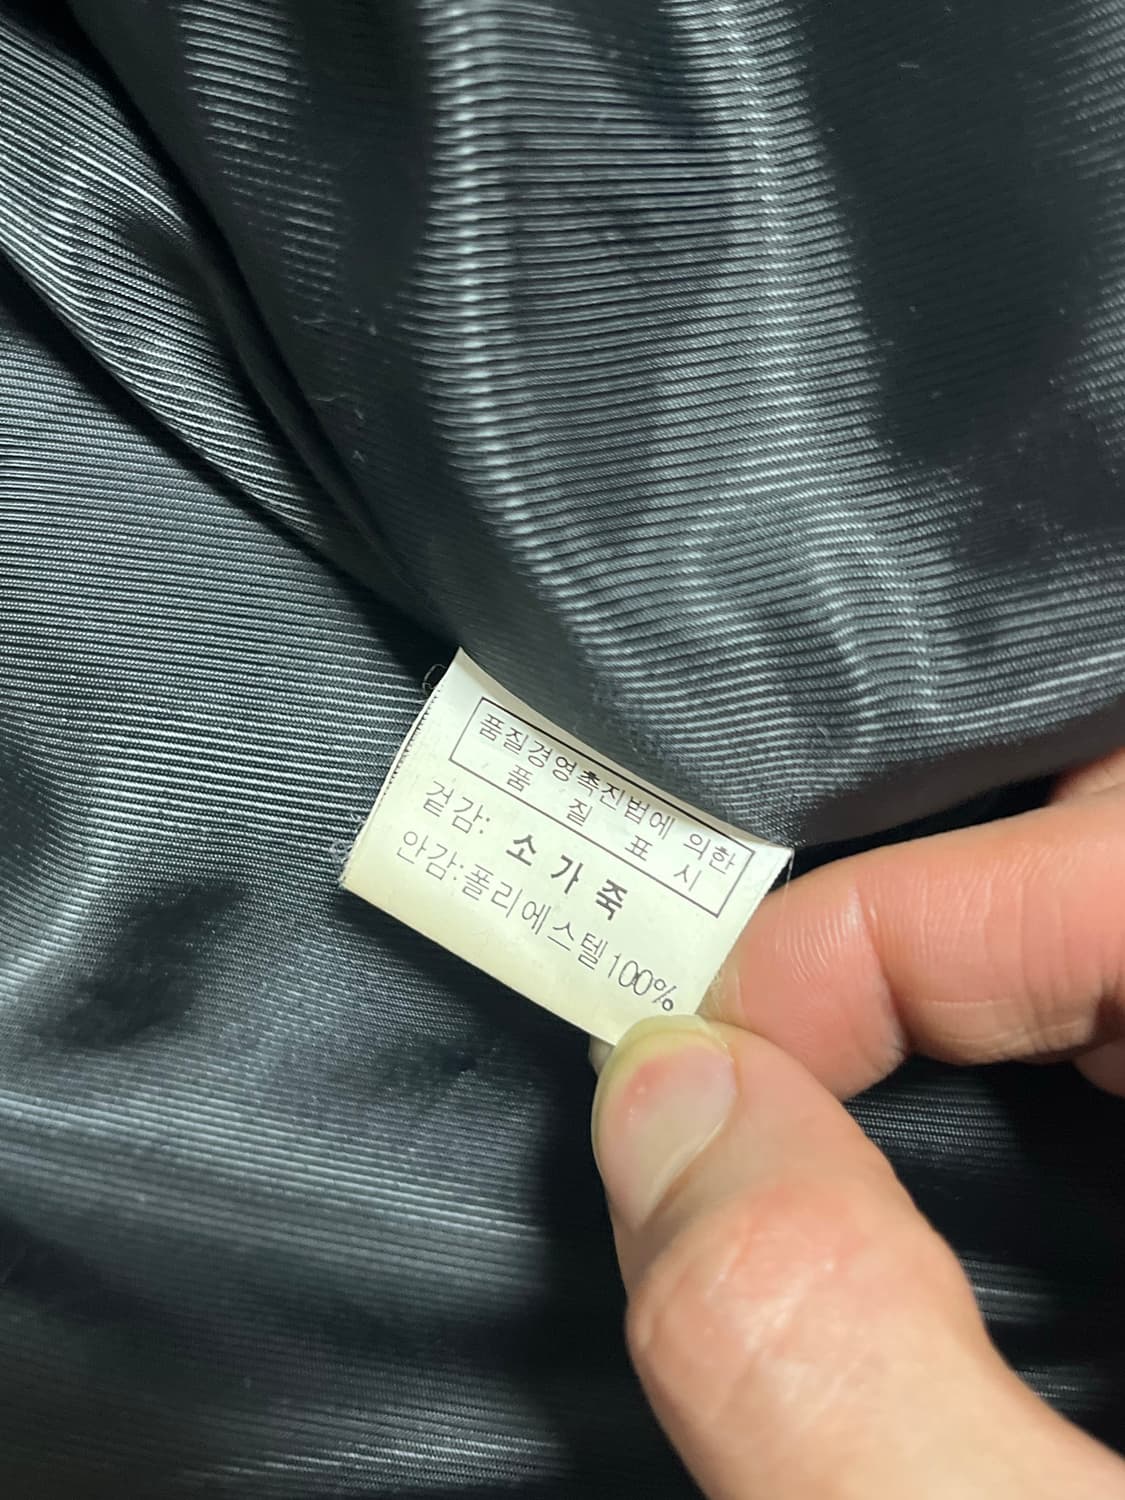 품질경영촉진법에 의한
품 질 표 시
겉감: 소 가 죽
안감:폴리에스텔100%